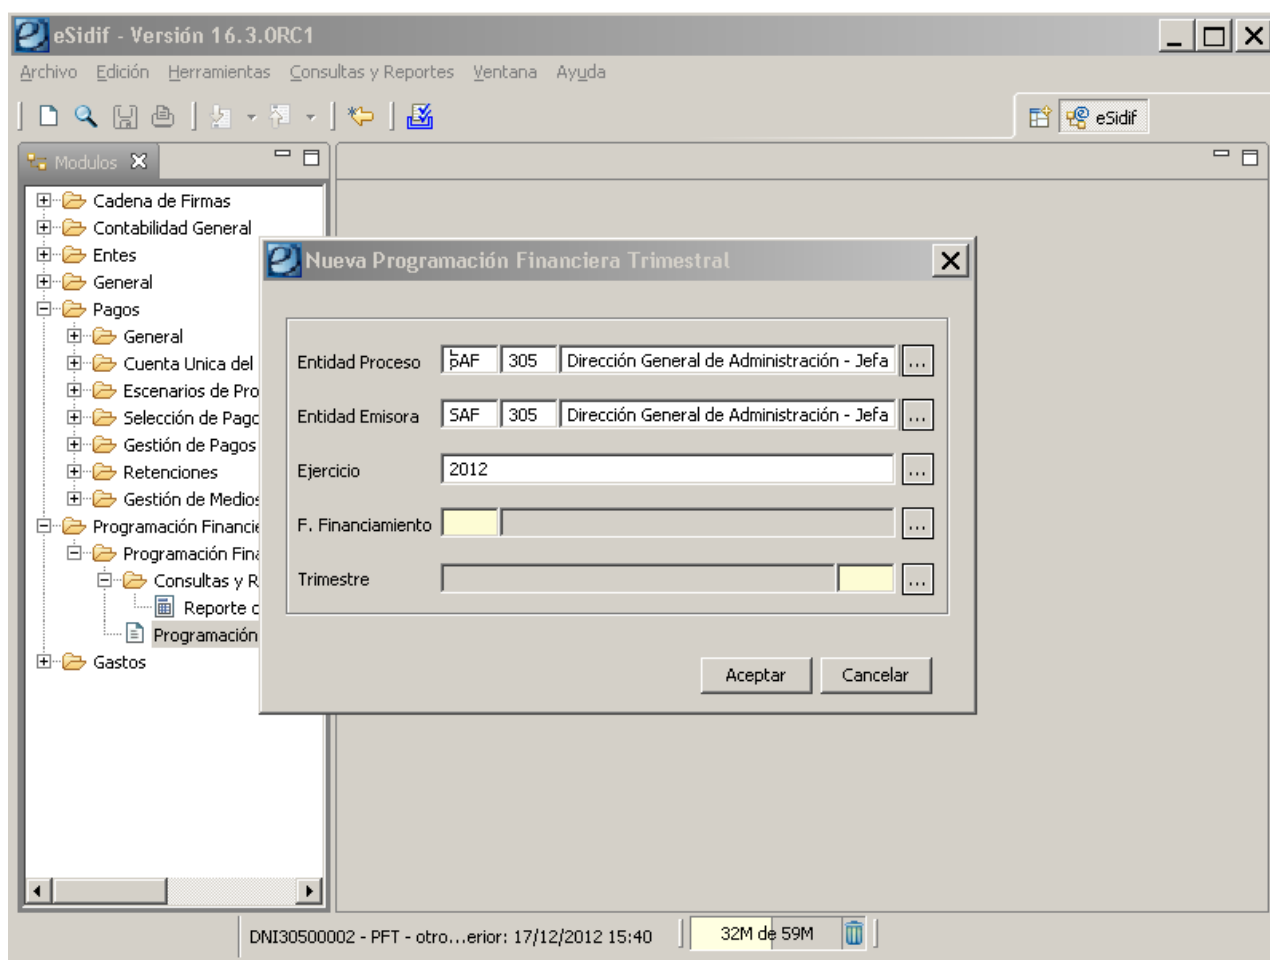 eSidif - Versión 16.3.0RC1
Archivo Edición Herramientas Consultas y Reportes Ventana Ayuda
eSidif
Modulos
Cadena de Firmas
Contabilidad General
Entes
General
Pagos
General
Cuenta Unica del
Escenarios de Pro
Selección de Pago
Gestión de Pagos
Retenciones
Gestión de Medios
Programación Financie
Programación Fina
Consultas y R
Reporte d
Programación
Gastos
Nueva Programación Financiera Trimestral
Entidad Proceso SAF 305 Dirección General de Administración - Jefa ...
Entidad Emisora SAF 305 Dirección General de Administración - Jefa ...
Ejercicio 2012 ...
F. Financiamiento ...
Trimestre ...
Aceptar Cancelar
DNI30500002 - PFT - otro...erior: 17/12/2012 15:40 32M de 59M